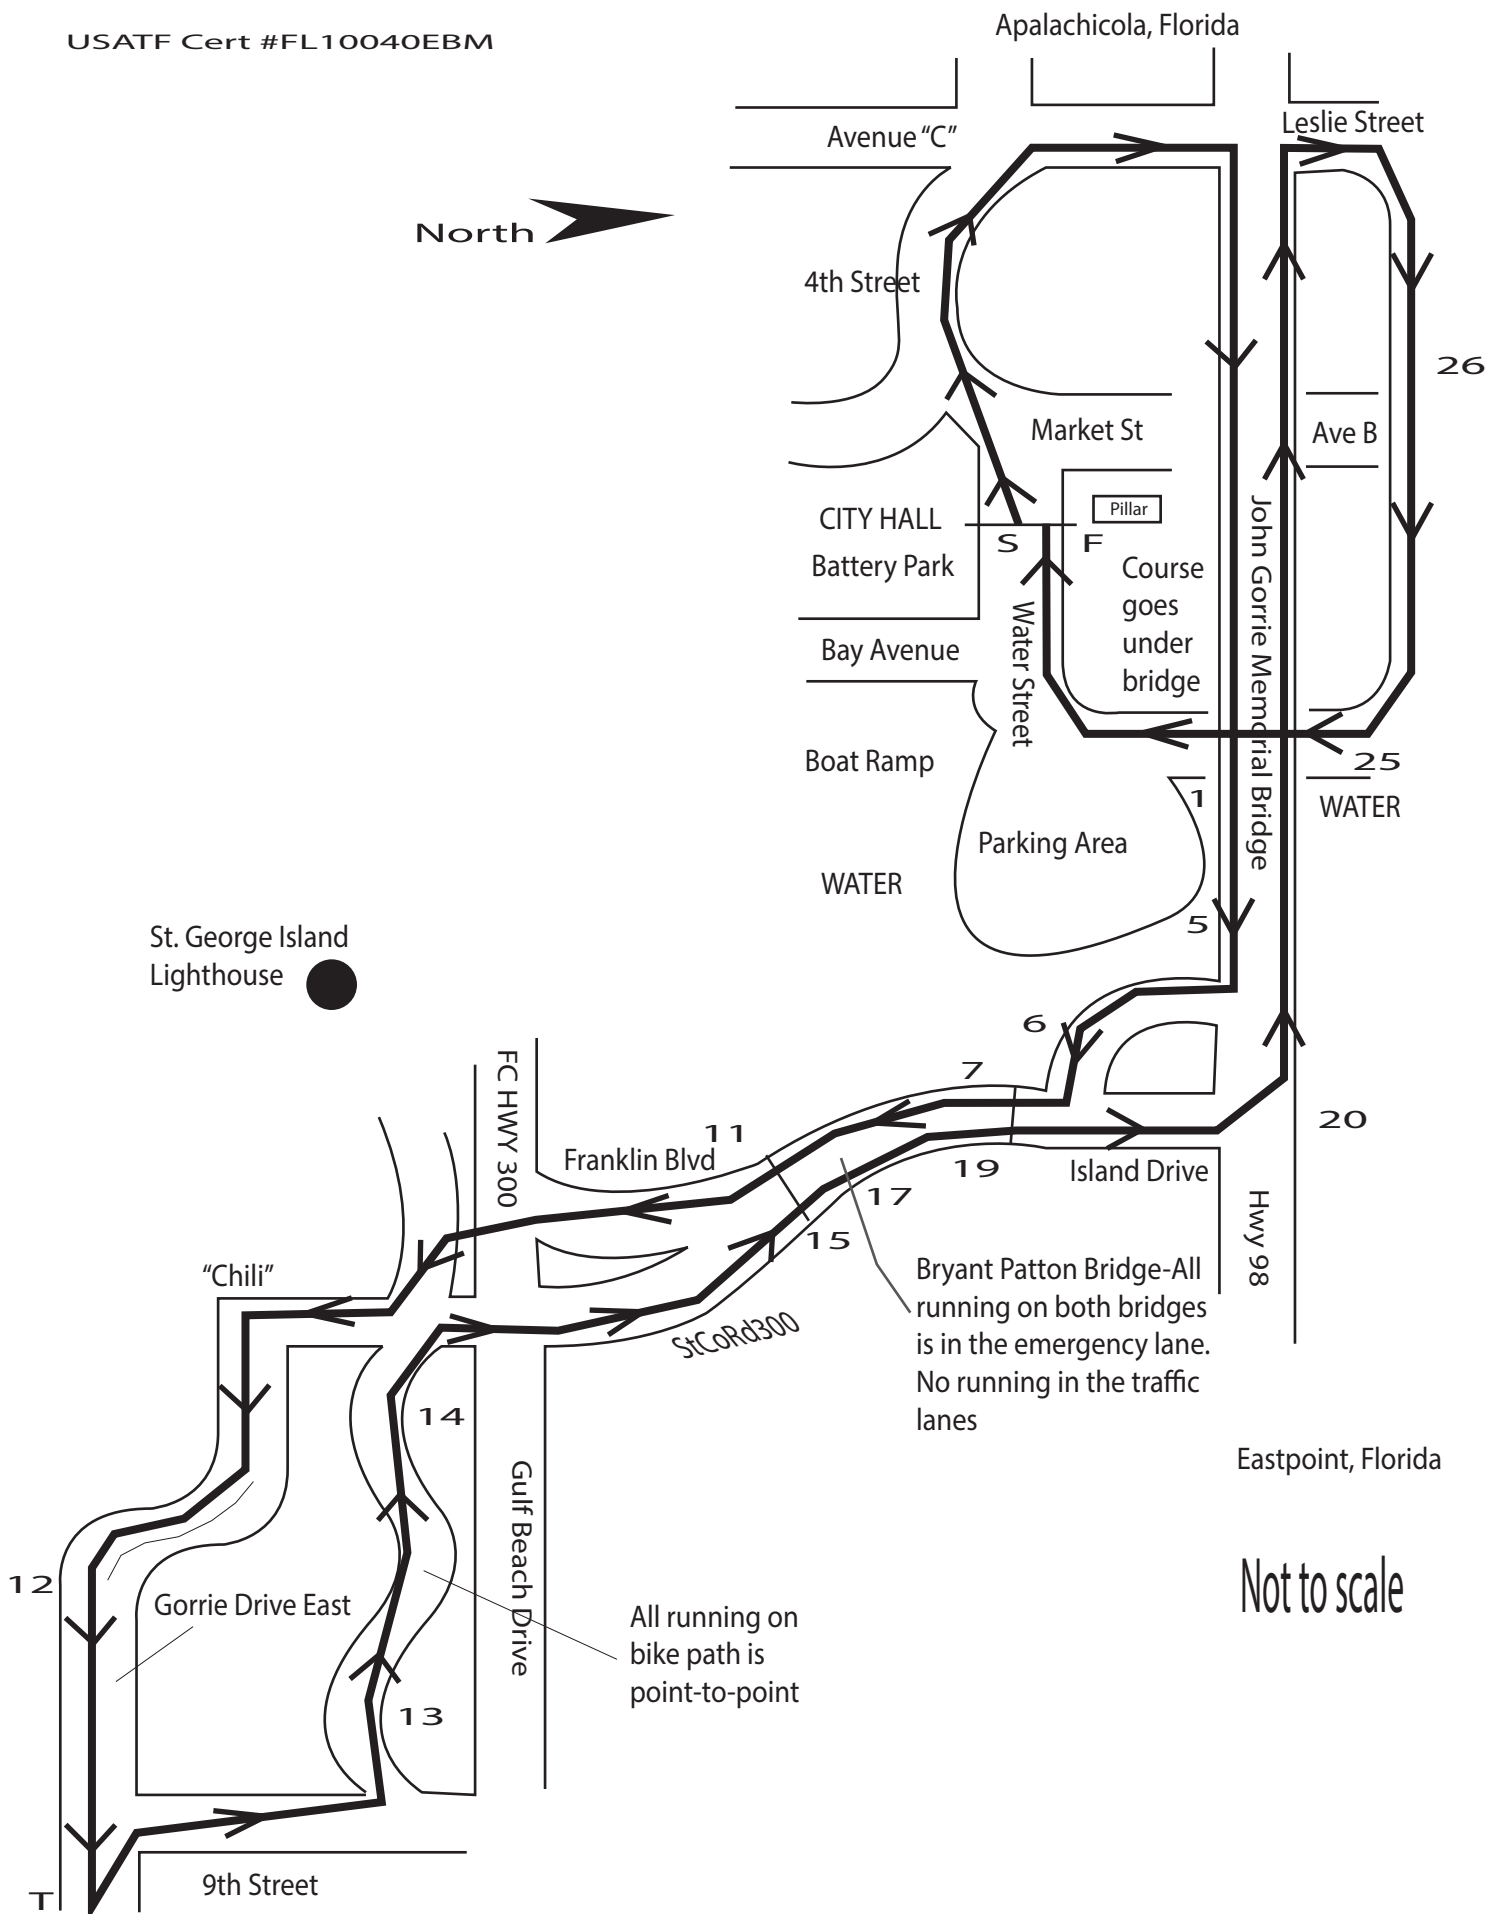 Apalachicola, Florida
USATF Cert #FL10040EBM
Leslie Street
Avenue “C”
North
4th Street
26
Market St
Ave B
Pillar
CITY HALL
S
F
Battery Park
Course
goes
under
bridge
John Gorrie Memorial Bridge
Water Street
Bay Avenue
Boat Ramp
25
1
WATER
Parking Area
WATER
5
St. George Island
Lighthouse
6
7
FC HWY 300
11
20
Franklin Blvd
19
Island Drive
17
15
Hwy 98
“Chili”
Bryant Patton Bridge-All
running on both bridges
is in the emergency lane.
No running in the traffic
lanes
StCoRd300
14
Eastpoint, Florida
Gulf Beach Drive
12
Not to scale
Gorrie Drive East
All running on
bike path is
point-to-point
13
9th Street
T